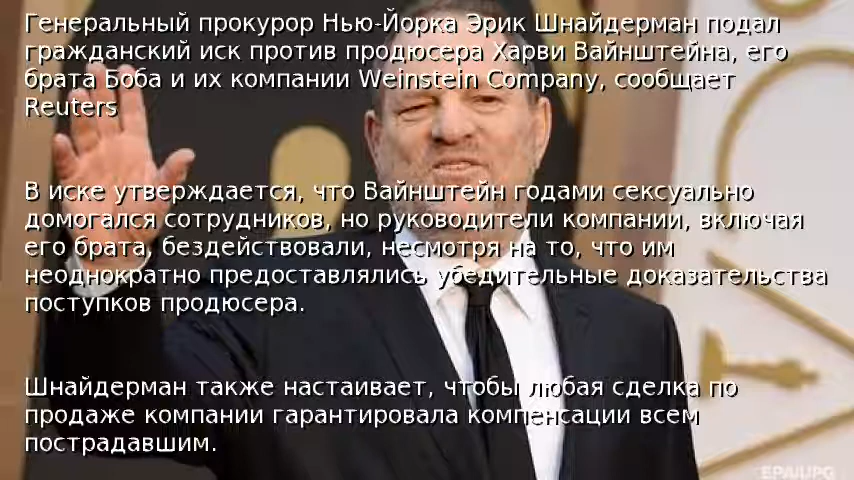 Генеральный прокурор Нью-Йорка Эрик Шнайдерман подал
гражданский иск против продюсера Харви Вайнштейна, его
брата Боба и их компании Weinstein Company, сообщает
Reuters
В иске утверждается, что Вайнштейн годами сексуально
домогался сотрудников, но руководители компании, включая
его брата, бездействовали, несмотря на то, что им
неоднократно предоставлялись убедительные доказательства
поступков продюсера.
Шнайдерман также настаивает, чтобы любая сделка по
продаже компании гарантировала компенсации всем
пострадавшим.
EPA/UPG